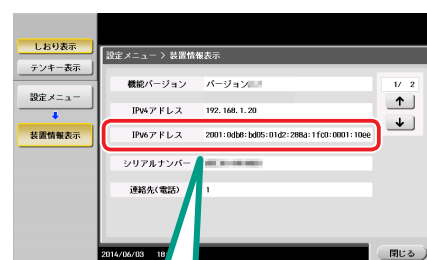 しおり表示
テンキー表示
設定メニュー
装置情報表示
設定メニュー > 装置情報表示
機能バージョン バージョン
1/ 2
IPv4アドレス 192.168.1.20
IPv6アドレス 2001:0db8:bd05:01d2:288a:1fc0:0001:10ee
シリアルナンバー
連絡先(電話) 1
2014/06/03 18
閉じる